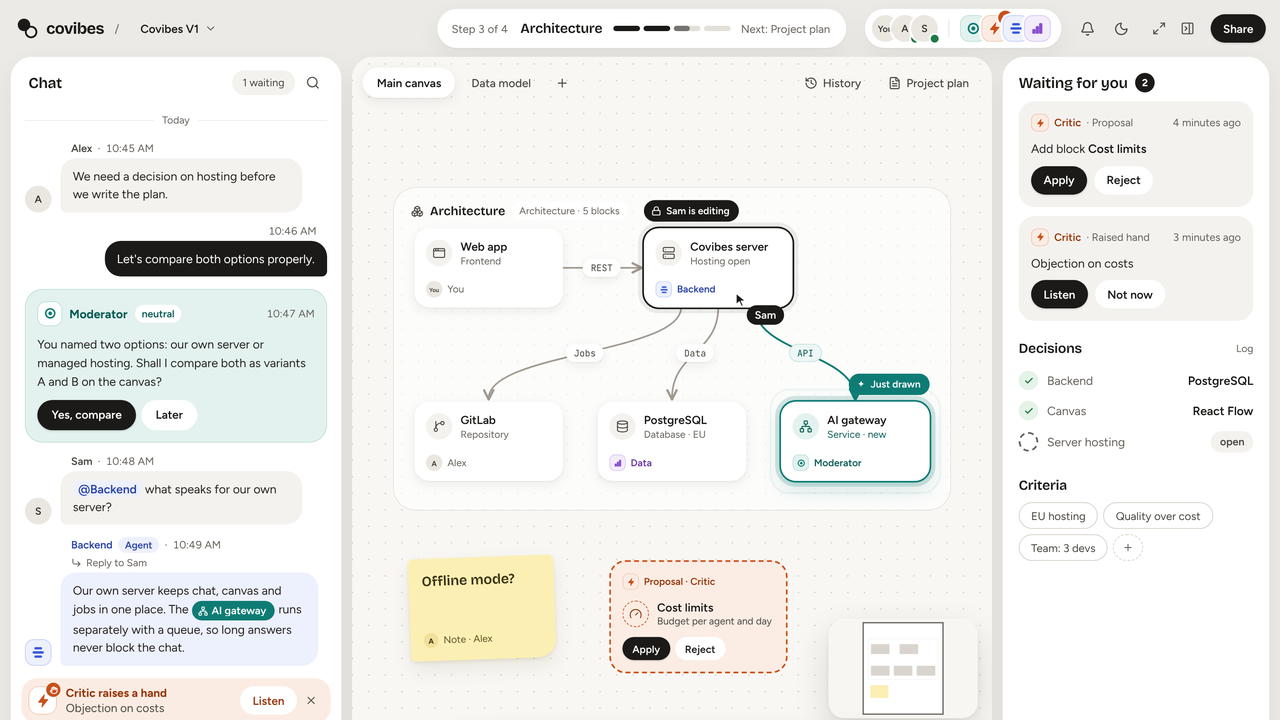 covibes / Covibes V1
Step 3 of 4 Architecture Next: Project plan
You A S
Share
Chat 1 waiting
Today
Alex · 10:45 AM
We need a decision on hosting before
we write the plan.
A
10:46 AM
Let's compare both options properly.
Moderator neutral 10:47 AM
You named two options: our own server or
managed hosting. Shall I compare both as variants
A and B on the canvas?
Yes, compare Later
Sam · 10:48 AM
@Backend what speaks for our own
server?
S
Backend Agent · 10:49 AM
Reply to Sam
Our own server keeps chat, canvas and
jobs in one place. The AI gateway runs
separately with a queue, so long answers
never block the chat.
Critic raises a hand
Objection on costs
Listen
Main canvas Data model + History Project plan
Architecture Architecture · 5 blocks Sam is editing
Web app
Frontend
You You
REST
Covibes server
Hosting open
Backend
Sam
Jobs Data API
Just drawn
GitLab
Repository
A Alex
PostgreSQL
Database · EU
Data
AI gateway
Service · new
Moderator
Offline mode?
A Note · Alex
Proposal · Critic
Cost limits
Budget per agent and day
Apply Reject
Waiting for you 2
Critic · Proposal 4 minutes ago
Add block Cost limits
Apply Reject
Critic · Raised hand 3 minutes ago
Objection on costs
Listen Not now
Decisions Log
Backend PostgreSQL
Canvas React Flow
Server hosting open
Criteria
EU hosting Quality over cost
Team: 3 devs +